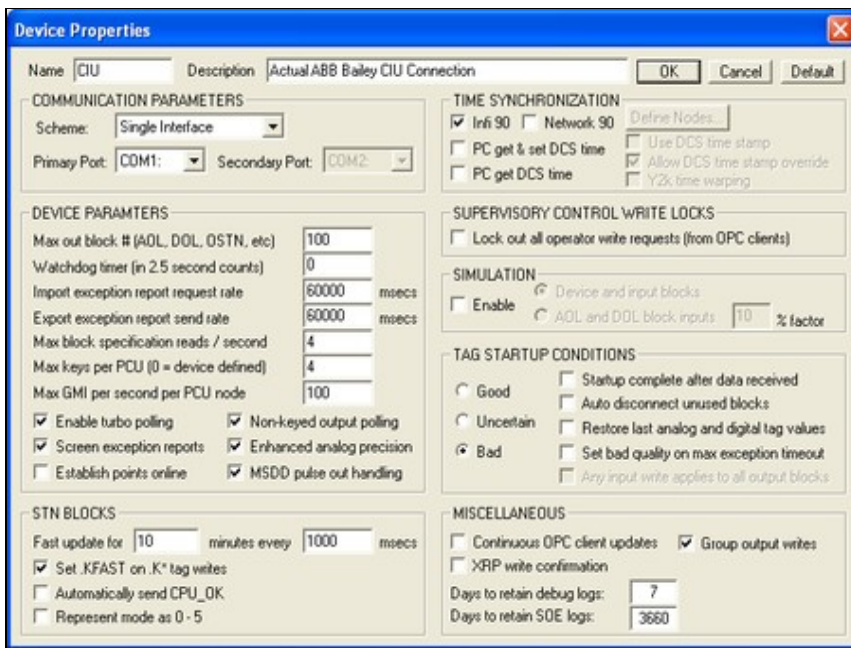 Device Properties
Name CIU Description Actual ABB Bailey CIU Connection OK Cancel Default
COMMUNICATION PARAMETERS
Scheme: Single Interface
Primary Port: COM1: Secondary Port: COM2:
DEVICE PARAMTERS
Max out block # (AOL, DOL, OSTN, etc) 100
Watchdog timer (in 2.5 second counts) 0
Import exception report request rate 60000 msecs
Export exception report send rate 60000 msecs
Max block specification reads / second 4
Max keys per PCU (0 = device defined) 4
Max GMI per second per PCU node 100
Enable turbo polling Non-keyed output polling
Screen exception reports Enhanced analog precision
Establish points online MSDD pulse out handling
STN BLOCKS
Fast update for 10 minutes every 1000 msecs
Set .KFAST on .K* tag writes
Automatically send CPU_OK
Represent mode as 0 - 5
TIME SYNCHRONIZATION
Infi 90 Network 90 Define Nodes...
PC get & set DCS time
PC get DCS time
Use DCS time stamp
Allow DCS time stamp override
Y2k time warping
SUPERVISORY CONTROL WRITE LOCKS
Lock out all operator write requests (from OPC clients)
SIMULATION
Enable
Device and input blocks
AOL and DOL block inputs 10 % factor
TAG STARTUP CONDITIONS
Good
Uncertain
Bad
Startup complete after data received
Auto disconnect unused blocks
Restore last analog and digital tag values
Set bad quality on max exception timeout
Any input write applies to all output blocks
MISCELLANEOUS
Continuous OPC client updates Group output writes
XRP write confirmation
Days to retain debug logs: 7
Days to retain SOE logs: 3660